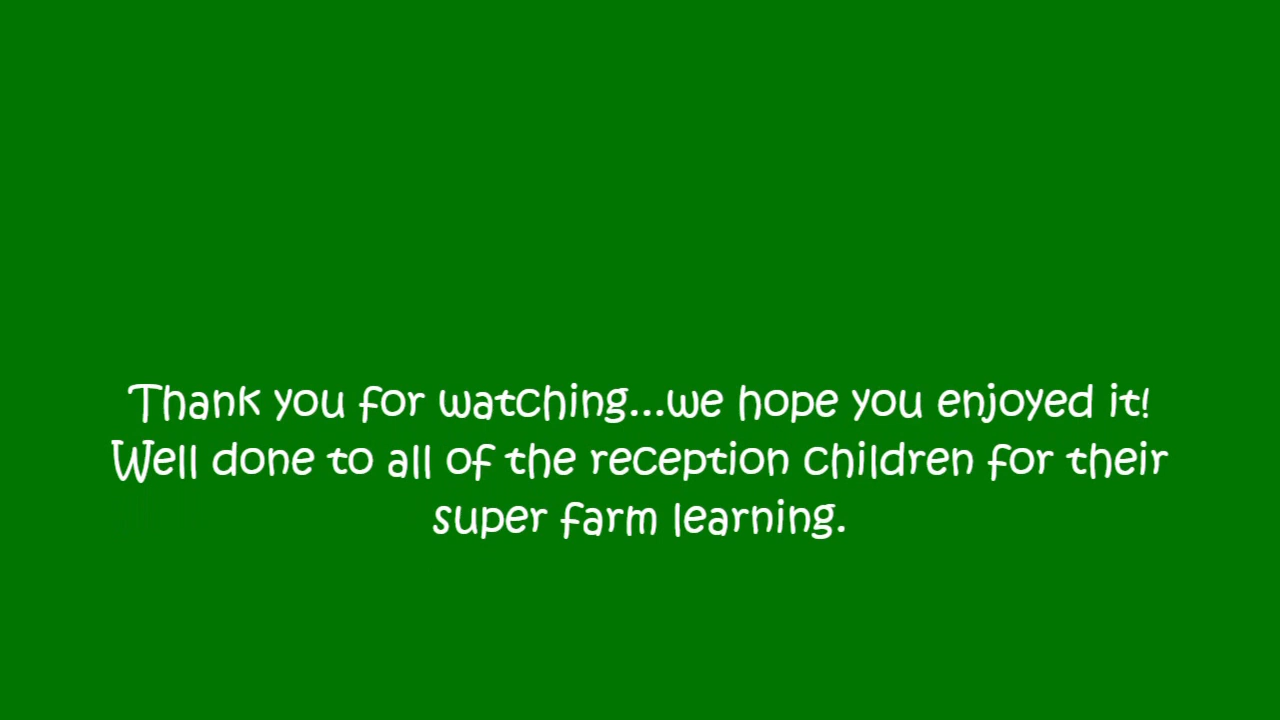 Thank you for watching...we hope you enjoyed it!
Well done to all of the reception children for their
super farm learning.